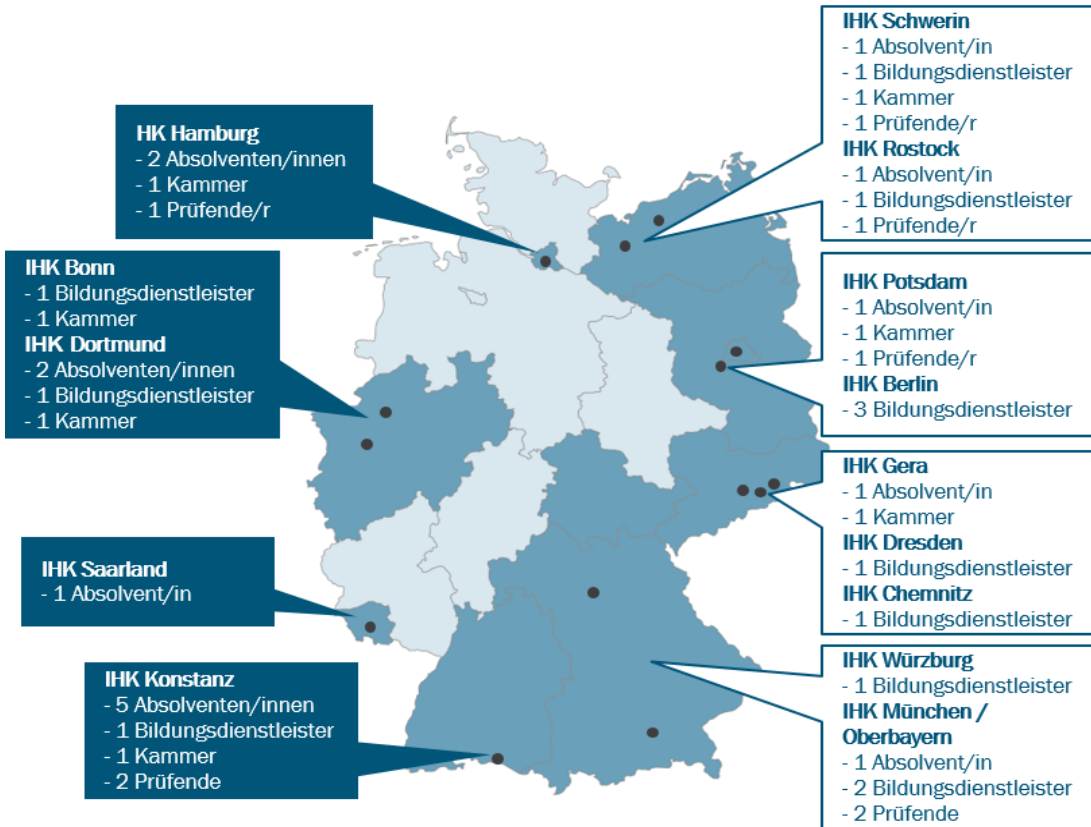 HK Hamburg
- 2 Absolventen/innen
- 1 Kammer
- 1 Prüfende/r
IHK Bonn
- 1 Bildungsdienstleister
- 1 Kammer
IHK Dortmund
- 2 Absolventen/innen
- 1 Bildungsdienstleister
- 1 Kammer
IHK Saarland
- 1 Absolvent/in
IHK Konstanz
- 5 Absolventen/innen
- 1 Bildungsdienstleister
- 1 Kammer
- 2 Prüfende
IHK Schwerin
- 1 Absolvent/in
- 1 Bildungsdienstleister
- 1 Kammer
- 1 Prüfende/r
IHK Rostock
- 1 Absolvent/in
- 1 Bildungsdienstleister
- 1 Prüfende/r
IHK Potsdam
- 1 Absolvent/in
- 1 Kammer
- 1 Prüfende/r
IHK Berlin
- 3 Bildungsdienstleister
IHK Gera
- 1 Absolvent/in
- 1 Kammer
IHK Dresden
- 1 Bildungsdienstleister
IHK Chemnitz
- 1 Bildungsdienstleister
IHK Würzburg
- 1 Bildungsdienstleister
IHK München /
Oberbayern
- 1 Absolvent/in
- 2 Bildungsdienstleister
- 2 Prüfende